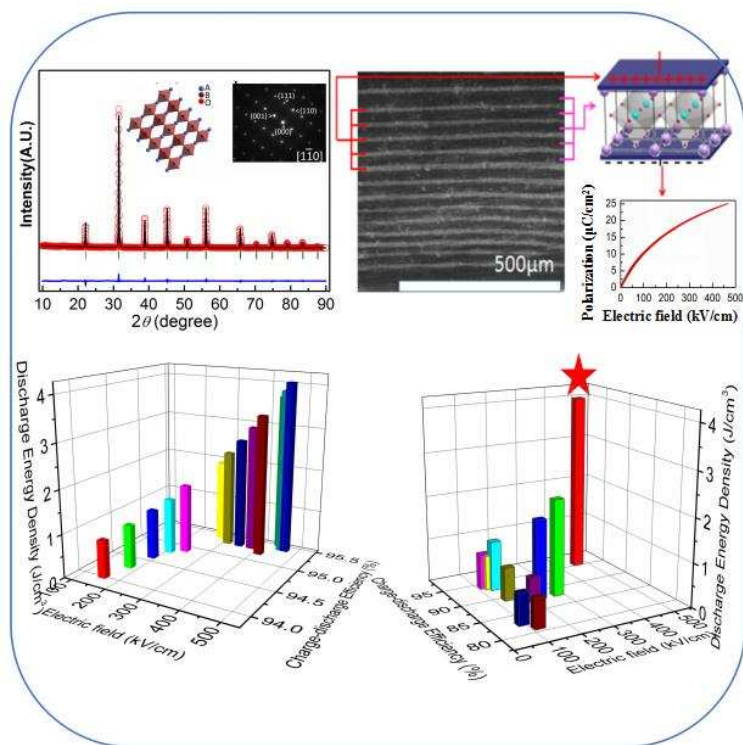 Intensity(A.U.)
A
B
O
(111)
(001)
(110)
(000)
[1-10]
10 20 30 40 50 60 70 80 90
2θ (degree)
500μm
Polarization (μC/cm²)
25
20
15
10
5
0
0 100 200 300 400 500
Electric field (kV/cm)
Discharge Energy Density (J/cm³)
4
3
2
1
0
100
200
300
400
500
Electric field (kV/cm)
94.0
94.5
95.0
95.5
Charge-discharge Efficiency (%)
Discharge Energy Density (J/cm³)
4
3
2
1
0
95
90
85
80
Charge-discharge Efficiency (%)
0
100
200
300
400
500
Electric field (kV/cm)